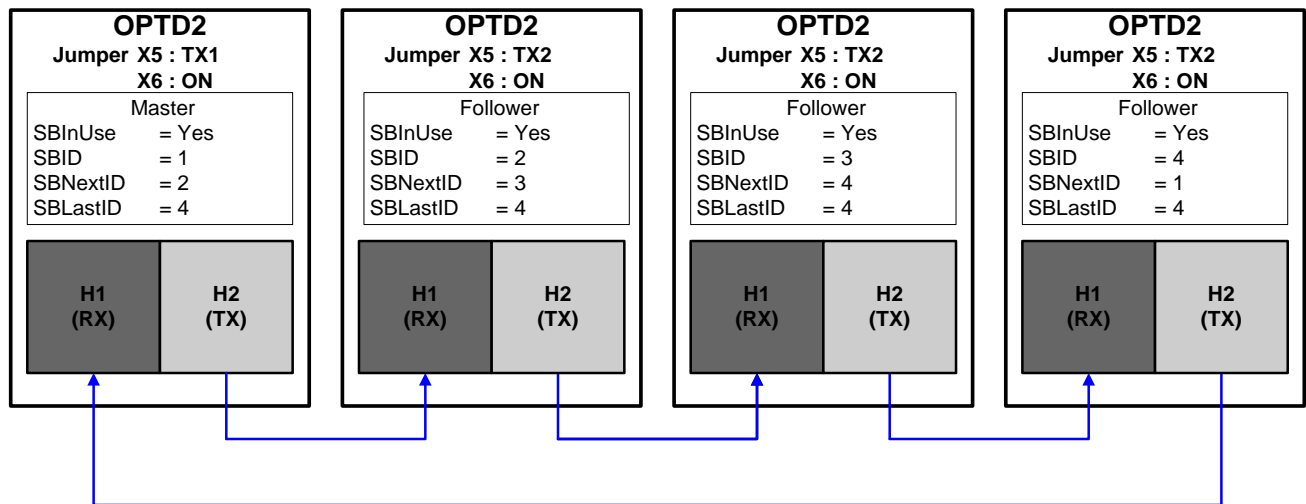 OPTD2
Jumper X5 : TX1
X6 : ON
Master
SBInUse = Yes
SBID = 1
SBNextID = 2
SBLastID = 4
H1
(RX)
H2
(TX)
OPTD2
Jumper X5 : TX2
X6 : ON
Follower
SBInUse = Yes
SBID = 2
SBNextID = 3
SBLastID = 4
H1
(RX)
H2
(TX)
OPTD2
Jumper X5 : TX2
X6 : ON
Follower
SBInUse = Yes
SBID = 3
SBNextID = 4
SBLastID = 4
H1
(RX)
H2
(TX)
OPTD2
Jumper X5 : TX2
X6 : ON
Follower
SBInUse = Yes
SBID = 4
SBNextID = 1
SBLastID = 4
H1
(RX)
H2
(TX)